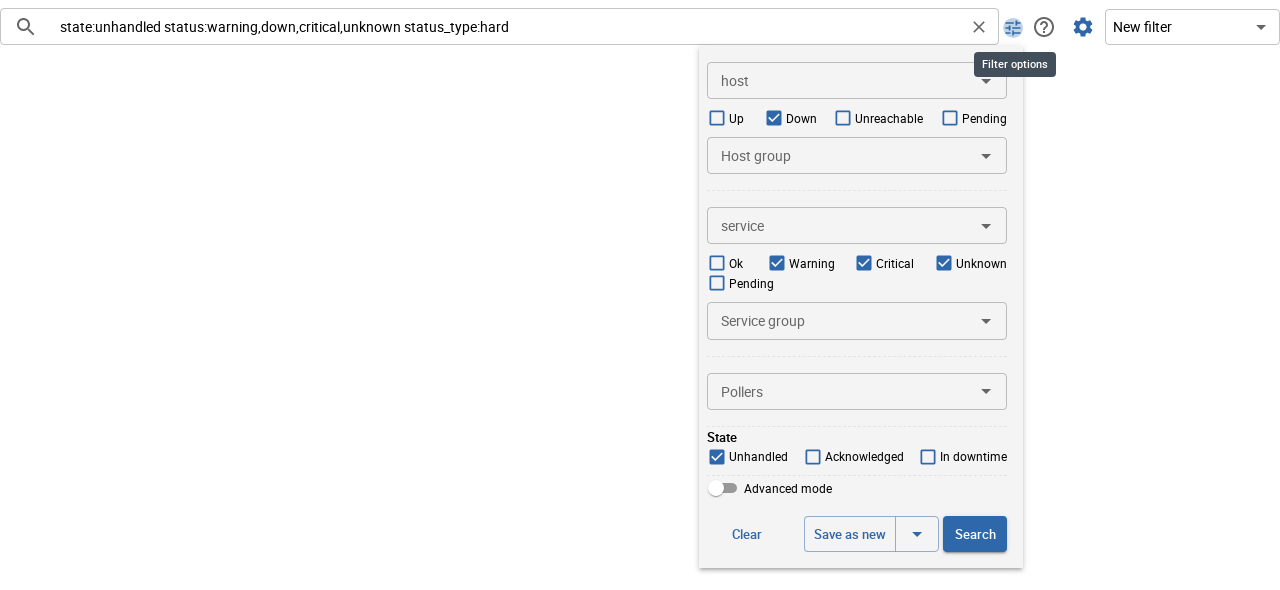 state:unhandled status:warning,down,critical,unknown status_type:hard
New filter
Filter options
host
Up Down Unreachable Pending
Host group
service
Ok Warning Critical Unknown
Pending
Service group
Pollers
State
Unhandled Acknowledged In downtime
Advanced mode
Clear Save as new Search